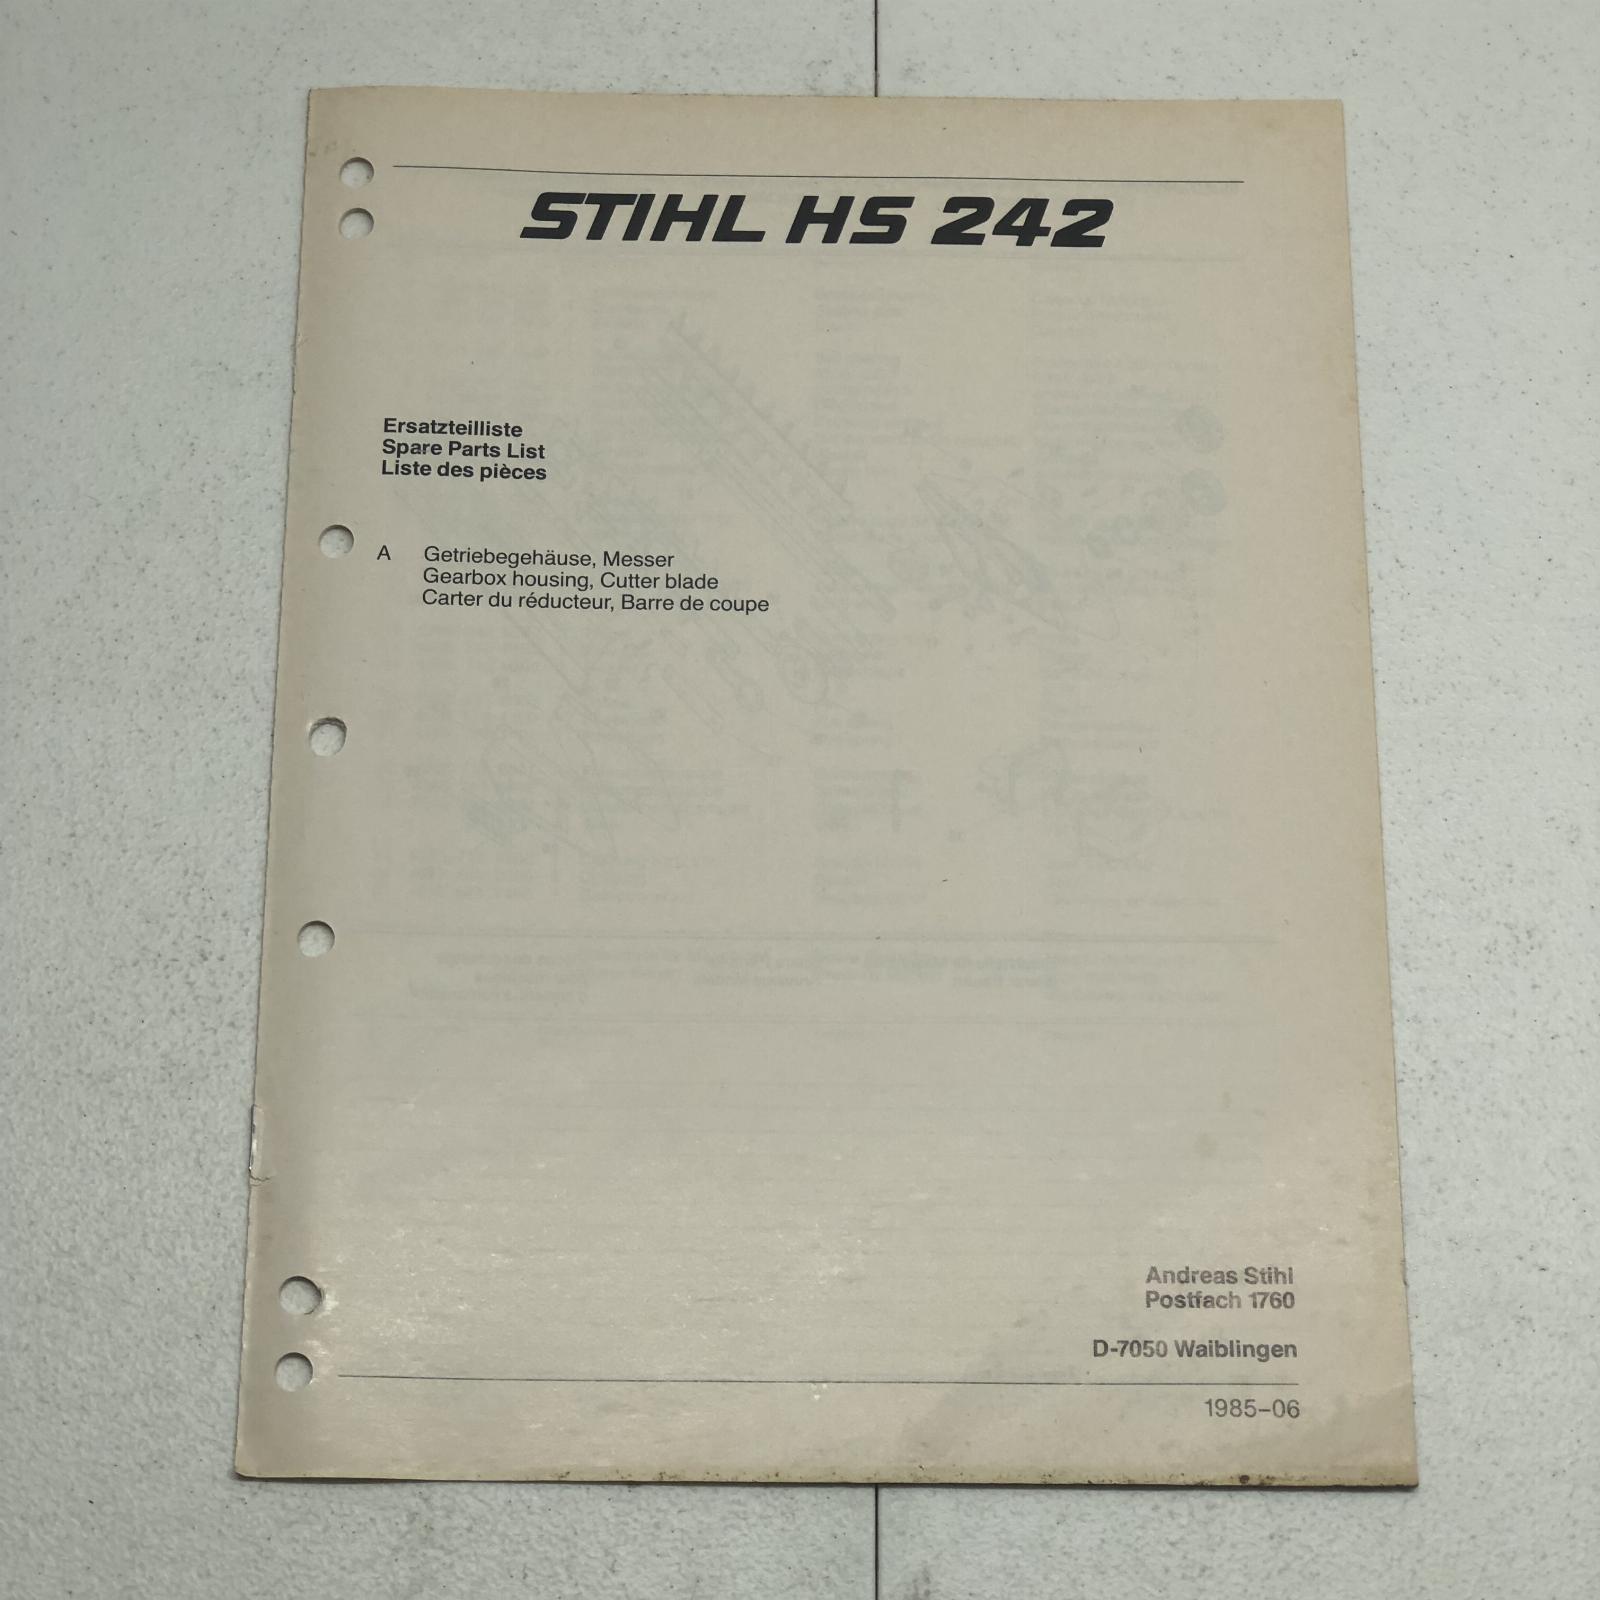 STIHL HS 242
Ersatzteilliste
Spare Parts List
Liste des pièces
A Getriebegehäuse, Messer
Gearbox housing, Cutter blade
Carter du réducteur, Barre de coupe
Andreas Stihl
Postfach 1760
D-7050 Waiblingen
1985–06